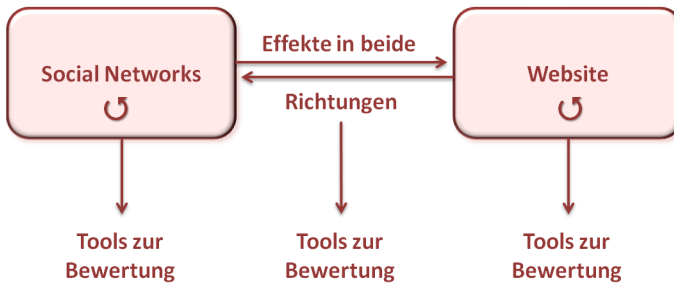 Effekte in beide
Social Networks
Website
Richtungen
Tools zur
Bewertung
Tools zur
Bewertung
Tools zur
Bewertung